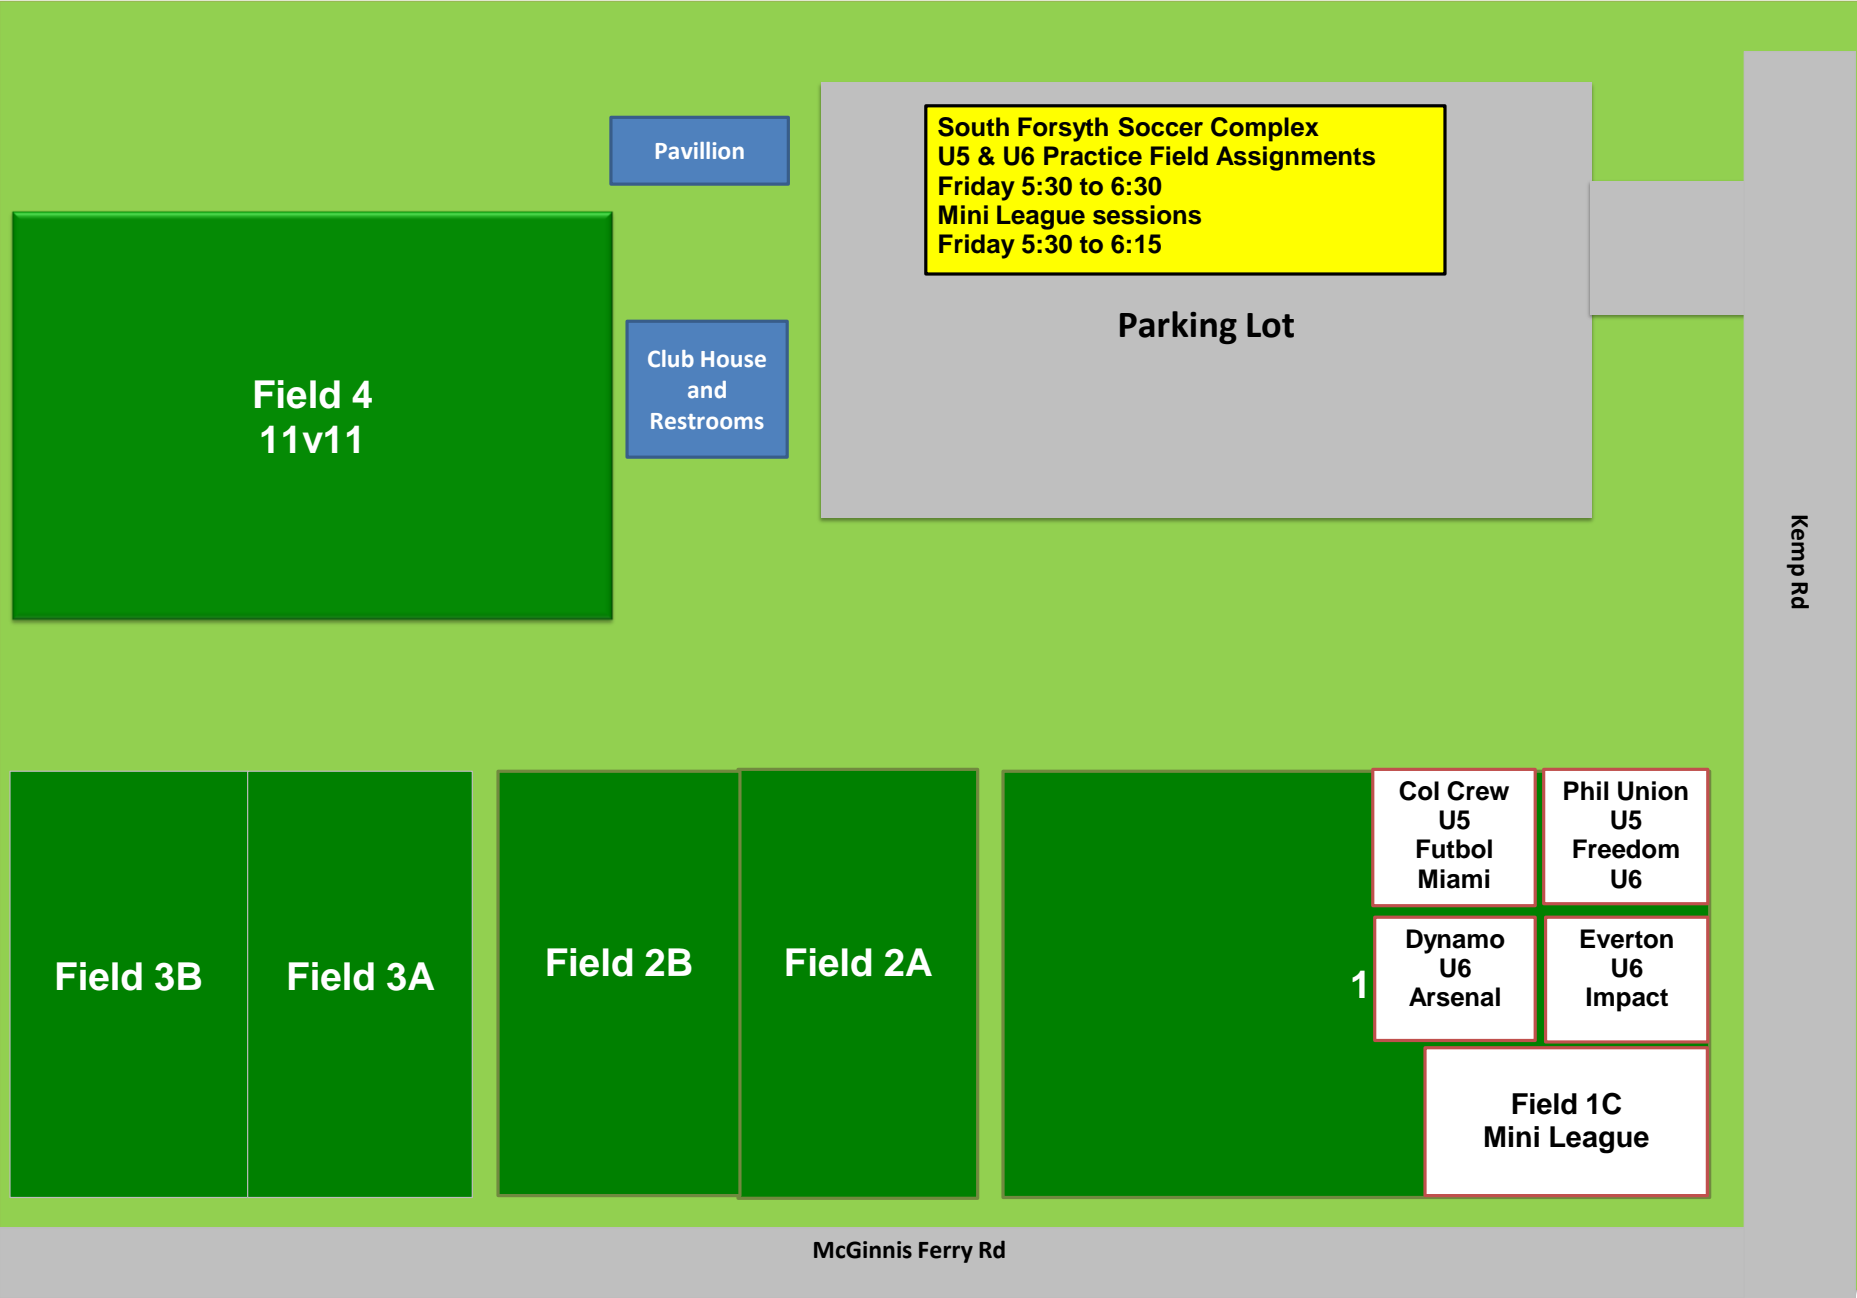 Pavillion
South Forsyth Soccer Complex
U5 & U6 Practice Field Assignments
Friday 5:30 to 6:30
Mini League sessions
Friday 5:30 to 6:15
Parking Lot
Club House
and
Restrooms
Field 4
11v11
Kemp Rd
Field 3B
Field 3A
Field 2B
Field 2A
1
Col Crew
U5
Futbol
Miami
Phil Union
U5
Freedom
U6
Dynamo
U6
Arsenal
Everton
U6
Impact
Field 1C
Mini League
McGinnis Ferry Rd